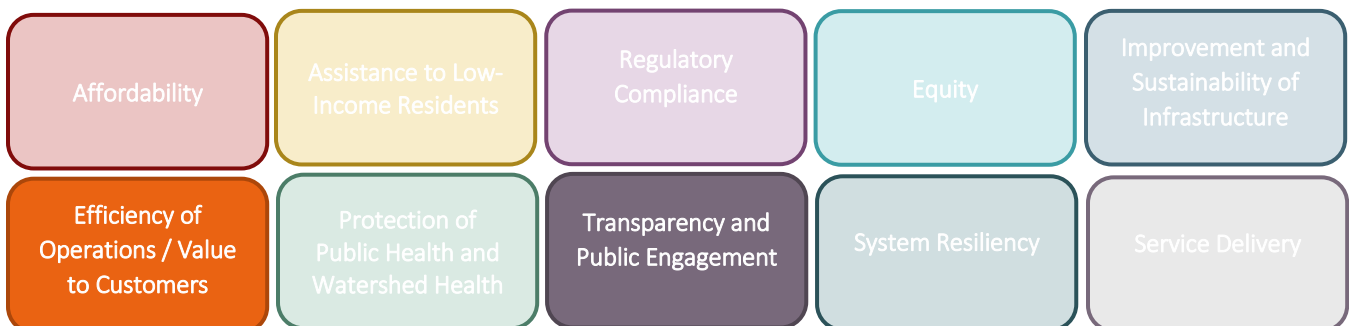 Affordability
Assistance to Low-
Income Residents
Regulatory
Compliance
Equity
Improvement and
Sustainability of
Infrastructure
Efficiency of
Operations / Value
to Customers
Protection of
Public Health and
Watershed Health
Transparency and
Public Engagement
System Resiliency
Service Delivery